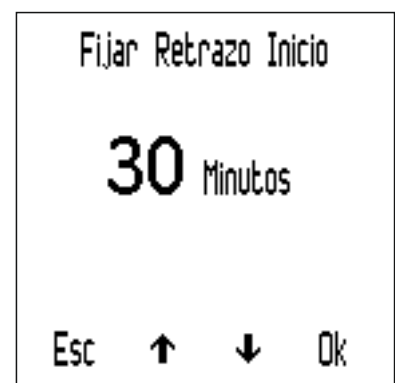 Fijar Retrazo Inicio
30 Minutos
Esc ↑ ↓ Ok